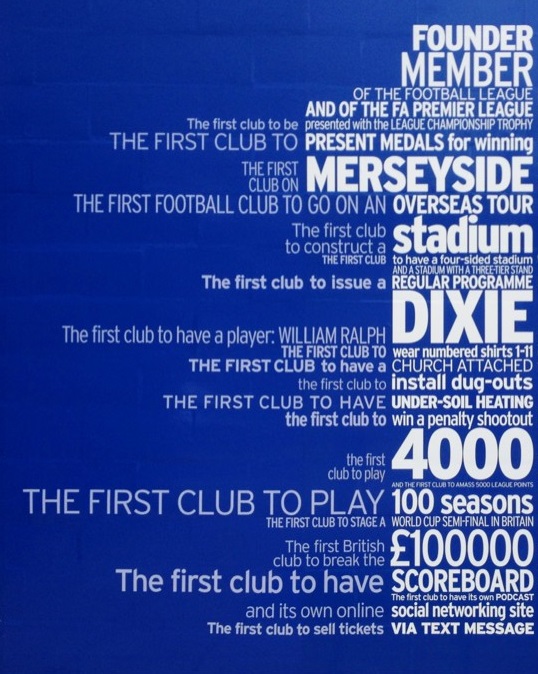 FOUNDER
MEMBER
OF THE FOOTBALL LEAGUE
AND OF THE FA PREMIER LEAGUE
The first club to be presented with the LEAGUE CHAMPIONSHIP TROPHY
THE FIRST CLUB TO PRESENT MEDALS for winning
THE FIRST
CLUB ON MERSEYSIDE
THE FIRST FOOTBALL CLUB TO GO ON AN OVERSEAS TOUR
The first club
to construct a stadium
THE FIRST CLUB to have a four-sided stadium
AND A STADIUM WITH A THREE-TIER STAND
The first club to issue a REGULAR PROGRAMME
The first club to have a player: WILLIAM RALPH DIXIE
THE FIRST CLUB TO wear numbered shirts 1-11
THE FIRST CLUB to have a CHURCH ATTACHED
the first club to install dug-outs
THE FIRST CLUB TO HAVE UNDER-SOIL HEATING
the first club to win a penalty shootout
the first
club to play 4000
AND THE FIRST CLUB TO AMASS 5000 LEAGUE POINTS
THE FIRST CLUB TO PLAY 100 seasons
THE FIRST CLUB TO STAGE A WORLD CUP SEMI-FINAL IN BRITAIN
The first British
club to break the £100000
The first club to have SCOREBOARD
The first club to have its own PODCAST
and its own online social networking site
The first club to sell tickets VIA TEXT MESSAGE